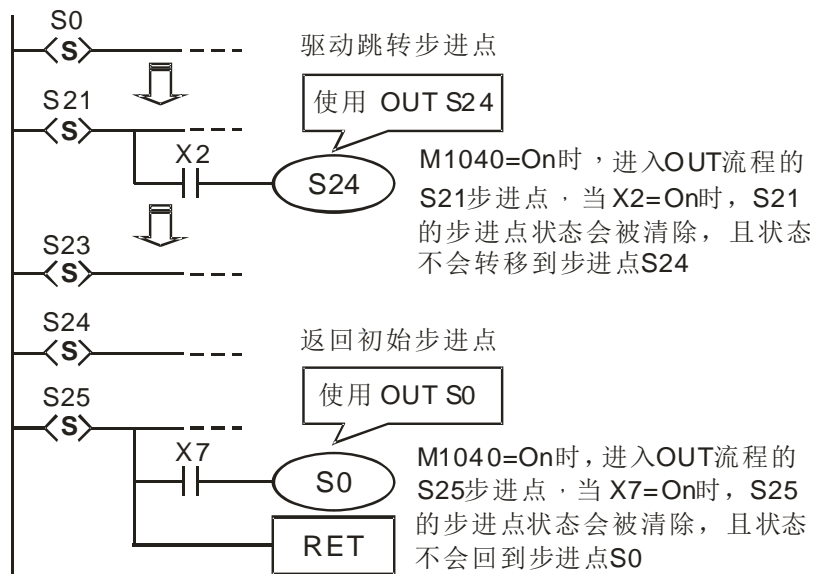 S0
S
驱动跳转步进点
使用 OUT S24
S21
S
X2
S24
M1040=On时，进入OUT流程的
S21步进点，当 X2=On时，S21
的步进点状态会被清除，且状态
不会转移到步进点S24
S23
S
S24
S
返回初始步进点
使用 OUT S0
S25
S
X7
S0
M1040=On时，进入OUT流程的
S25步进点，当 X7=On时，S25
的步进点状态会被清除，且状态
不会回到步进点S0
RET